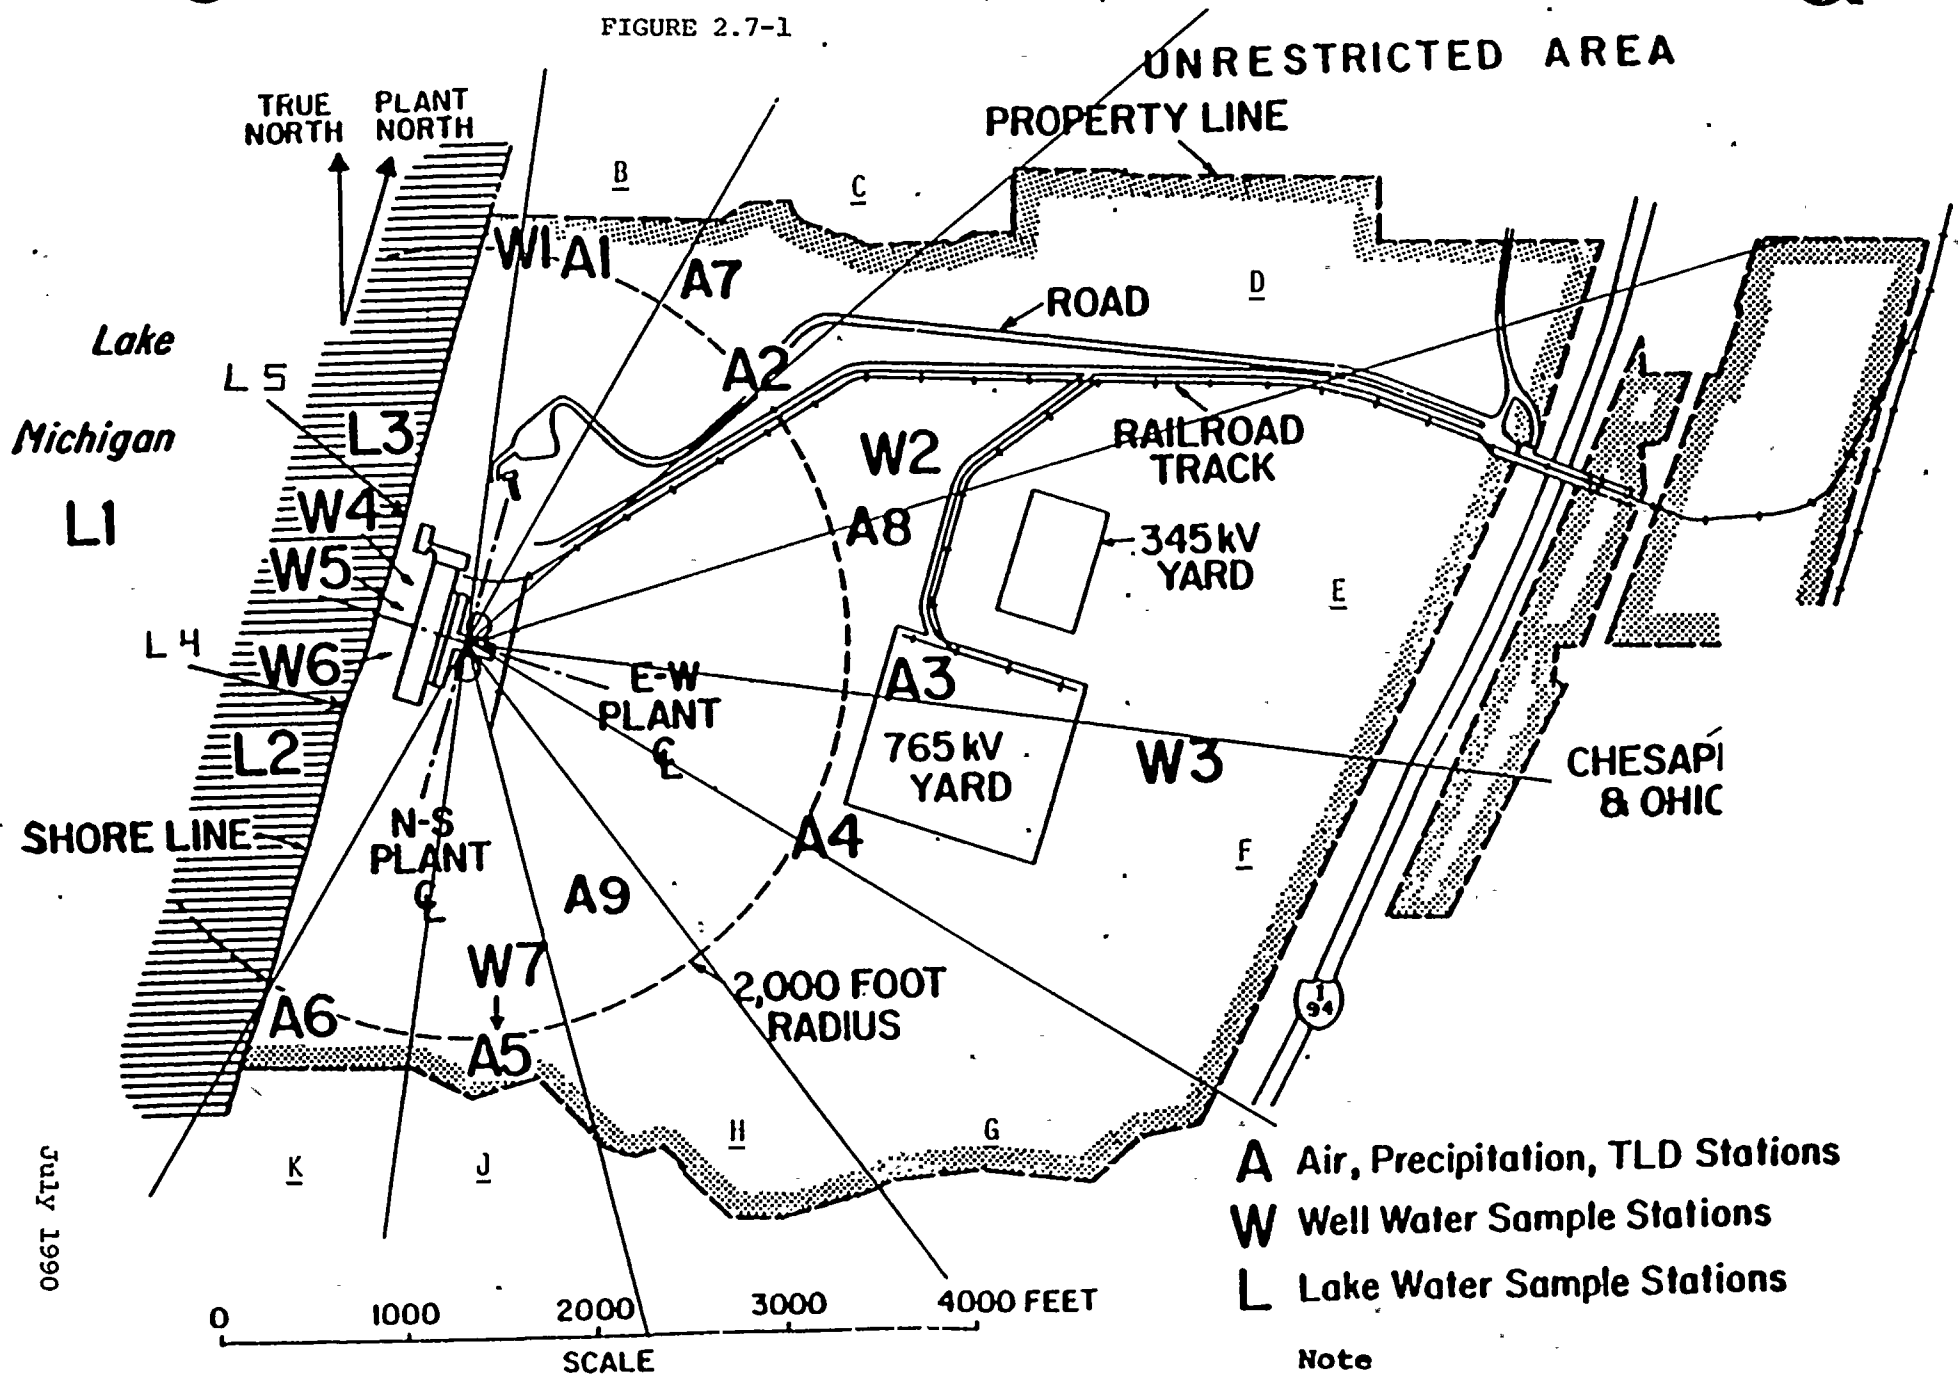 FIGURE 2.7-1
UNRESTRICTED AREA
PROPERTY LINE
TRUE
NORTH
PLANT
NORTH
B
C
W1
A1
A7
D
ROAD
Lake
Michigan
L 5
L3
A2
W2
RAILROAD
TRACK
L1
W4
A8
345 kV
YARD
W5
E
L 4
W6
A3
E-W
PLANT
℄
L2
765 kV
YARD
W3
CHESAPI
& OHIC
SHORE LINE
N-S
PLANT
℄
A4
F
A9
W7
2,000 FOOT
RADIUS
I
94
A6
A5
H
G
K
J
A Air, Precipitation, TLD Stations
W Well Water Sample Stations
L Lake Water Sample Stations
July 1990
0 1000 2000 3000 4000 FEET
SCALE
Note